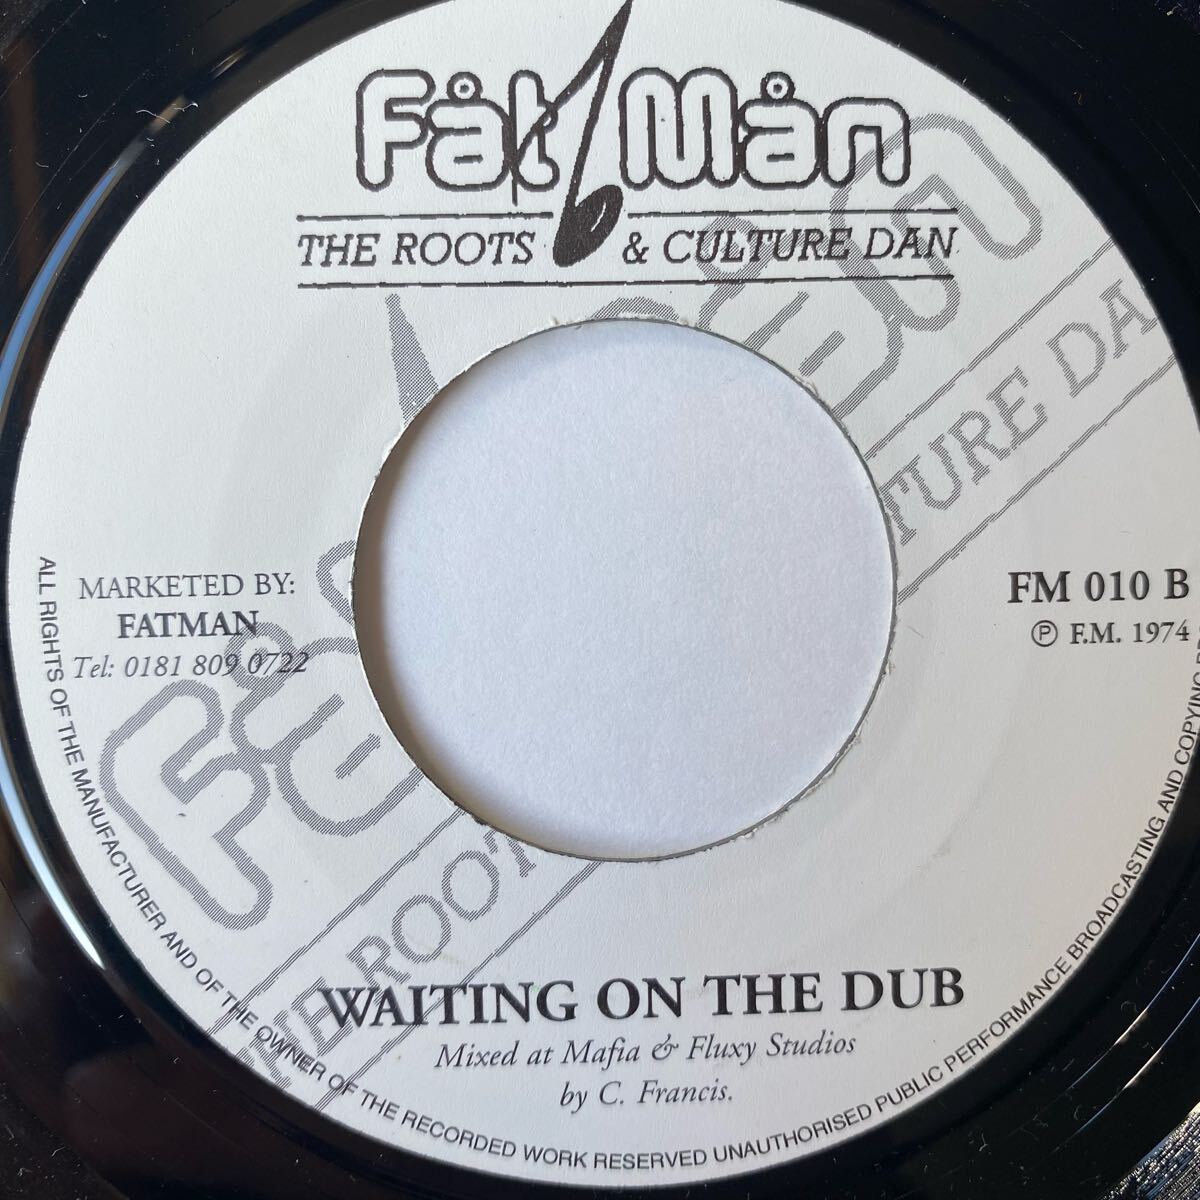 Fåt Mån
THE ROOTS & CULTURE DAN
MARKETED BY:
FATMAN
Tel: 0181 809 0722
FM 010 B
Ⓟ F.M. 1974
WAITING ON THE DUB
Mixed at Mafia & Fluxy Studios
by C. Francis.
ALL RIGHTS OF THE MANUFACTURER AND OF THE OWNER OF THE RECORDED WORK RESERVED UNAUTHORISED PUBLIC PERFORMANCE BROADCASTING AND COPYING